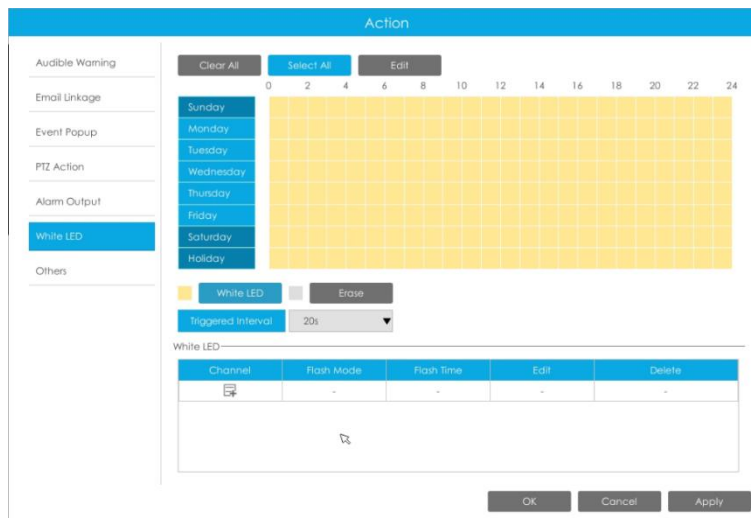 Action
Audible Warning
Email Linkage
Event Popup
PTZ Action
Alarm Output
White LED
Others
Clear All Select All Edit
0 2 4 6 8 10 12 14 16 18 20 22 24
Sunday
Monday
Tuesday
Wednesday
Thursday
Friday
Saturday
Holiday
White LED Erase
Triggered Interval 20s
White LED
Channel Flash Mode Flash Time Edit Delete
- - - -
OK Cancel Apply